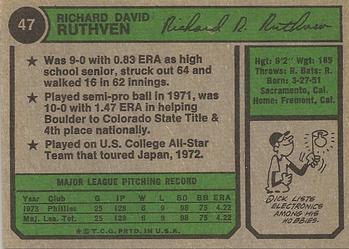 47
RICHARD DAVID
RUTHVEN
Richard D. Ruthven
★ Was 9-0 with 0.83 ERA as
high school senior, struck out 64 and
walked 16 in 62 innings.
★ Played semi-pro ball in 1971, was
10-0 with 1.47 ERA in helping
Boulder to Colorado State Title &
4th place nationally.
★ Played on U.S. College All-Star
Team that toured Japan, 1972.
Hgt: 6'2" Wgt: 185
Throws: R. Bats: R.
Born: 3-27-51
Sacramento, Cal.
Home: Fremont, Cal.
DICK LISTS
ELECTRONICS
AMONG HIS
HOBBIES.
MAJOR LEAGUE PITCHING RECORD
Year Club G IP W L SO BB ERA
1973 Phillies 25 128 6 9 98 75 4.22
Maj. Lea. Tot. 25 128 6 9 98 75 4.22
© T.C.G. PRTD. IN U.S.A.